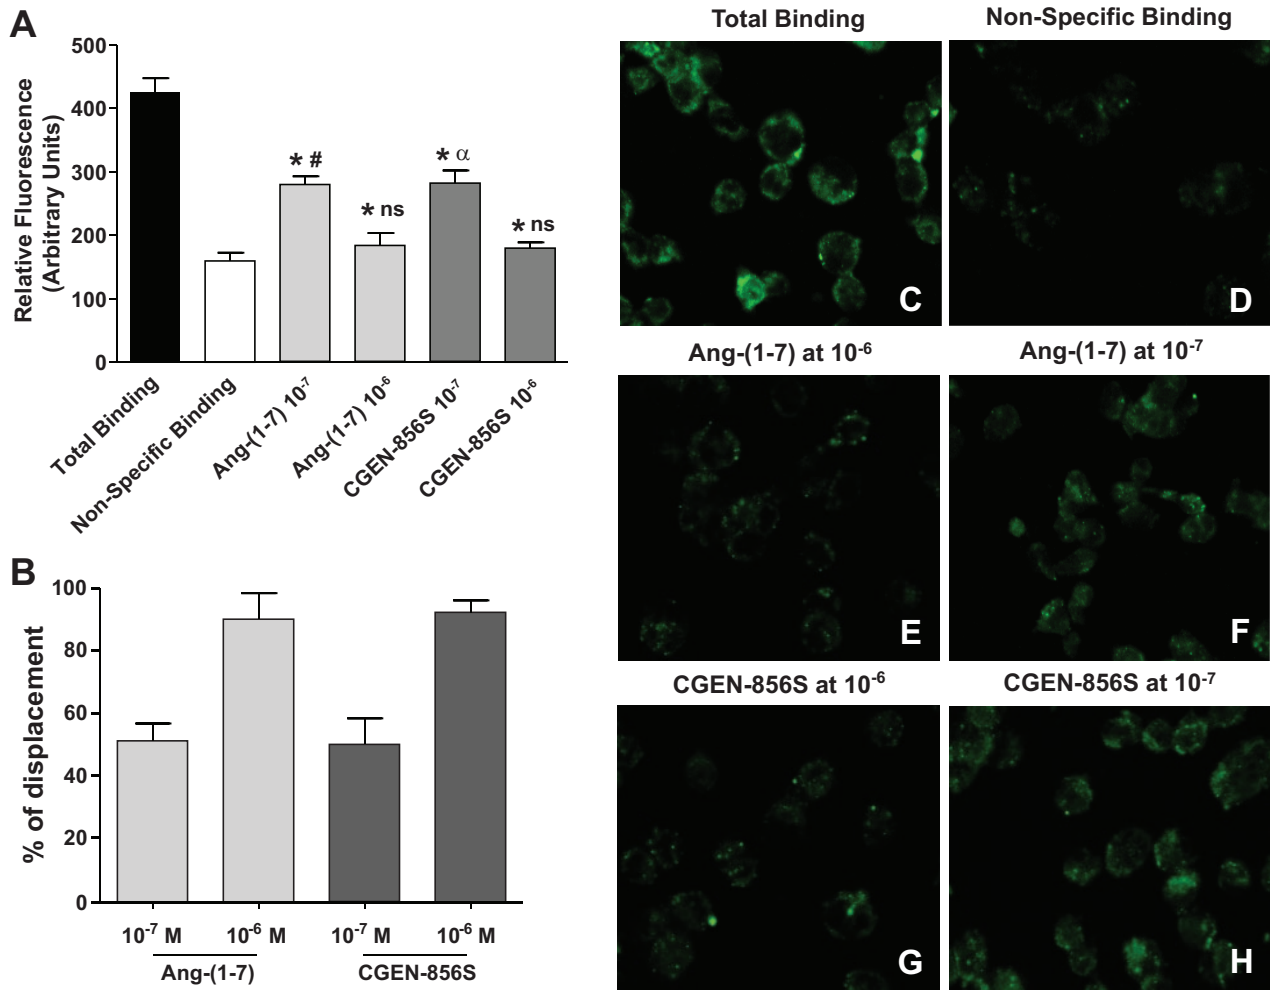 A
Relative Fluorescence
(Arbitrary Units)
500
400
300
200
100
0
* #
* ns
* α
* ns
Total Binding
Non-Specific Binding
Ang-(1-7) 10⁻⁷
Ang-(1-7) 10⁻⁶
CGEN-856S 10⁻⁷
CGEN-856S 10⁻⁶
B
% of displacement
100
80
60
40
20
0
10⁻⁷ M
10⁻⁶ M
10⁻⁷ M
10⁻⁶ M
Ang-(1-7)
CGEN-856S
Total Binding
Non-Specific Binding
C
D
Ang-(1-7) at 10⁻⁶
Ang-(1-7) at 10⁻⁷
E
F
CGEN-856S at 10⁻⁶
CGEN-856S at 10⁻⁷
G
H